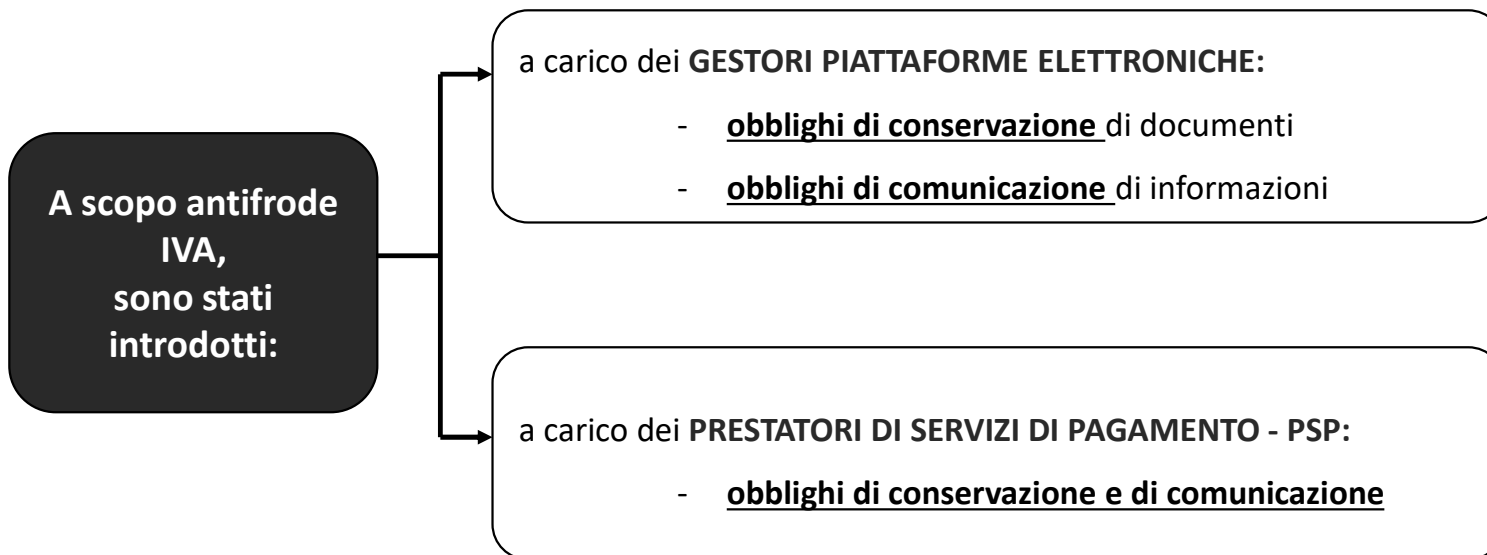 A scopo antifrode
IVA,
sono stati
introdotti:
a carico dei GESTORI PIATTAFORME ELETTRONICHE:
- obblighi di conservazione di documenti
- obblighi di comunicazione di informazioni
a carico dei PRESTATORI DI SERVIZI DI PAGAMENTO - PSP:
- obblighi di conservazione e di comunicazione